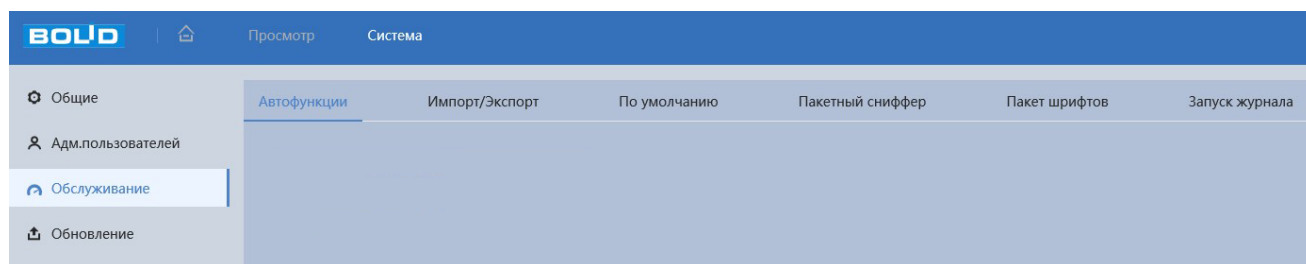 BOLID Просмотр Система
Общие
Автофункции Импорт/Экспорт По умолчанию Пакетный сниффер Пакет шрифтов Запуск журнала
Адм.пользователей
Обслуживание
Обновление